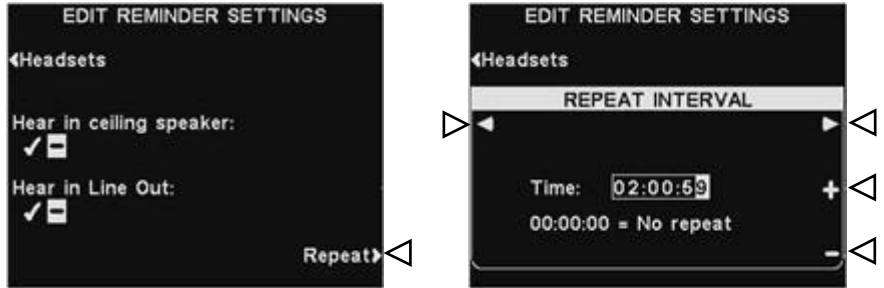 EDIT REMINDER SETTINGS
Headsets
Hear in ceiling speaker:
Hear in Line Out:
Repeat
EDIT REMINDER SETTINGS
Headsets
REPEAT INTERVAL
Time: 02:00:59
00:00:00 = No repeat